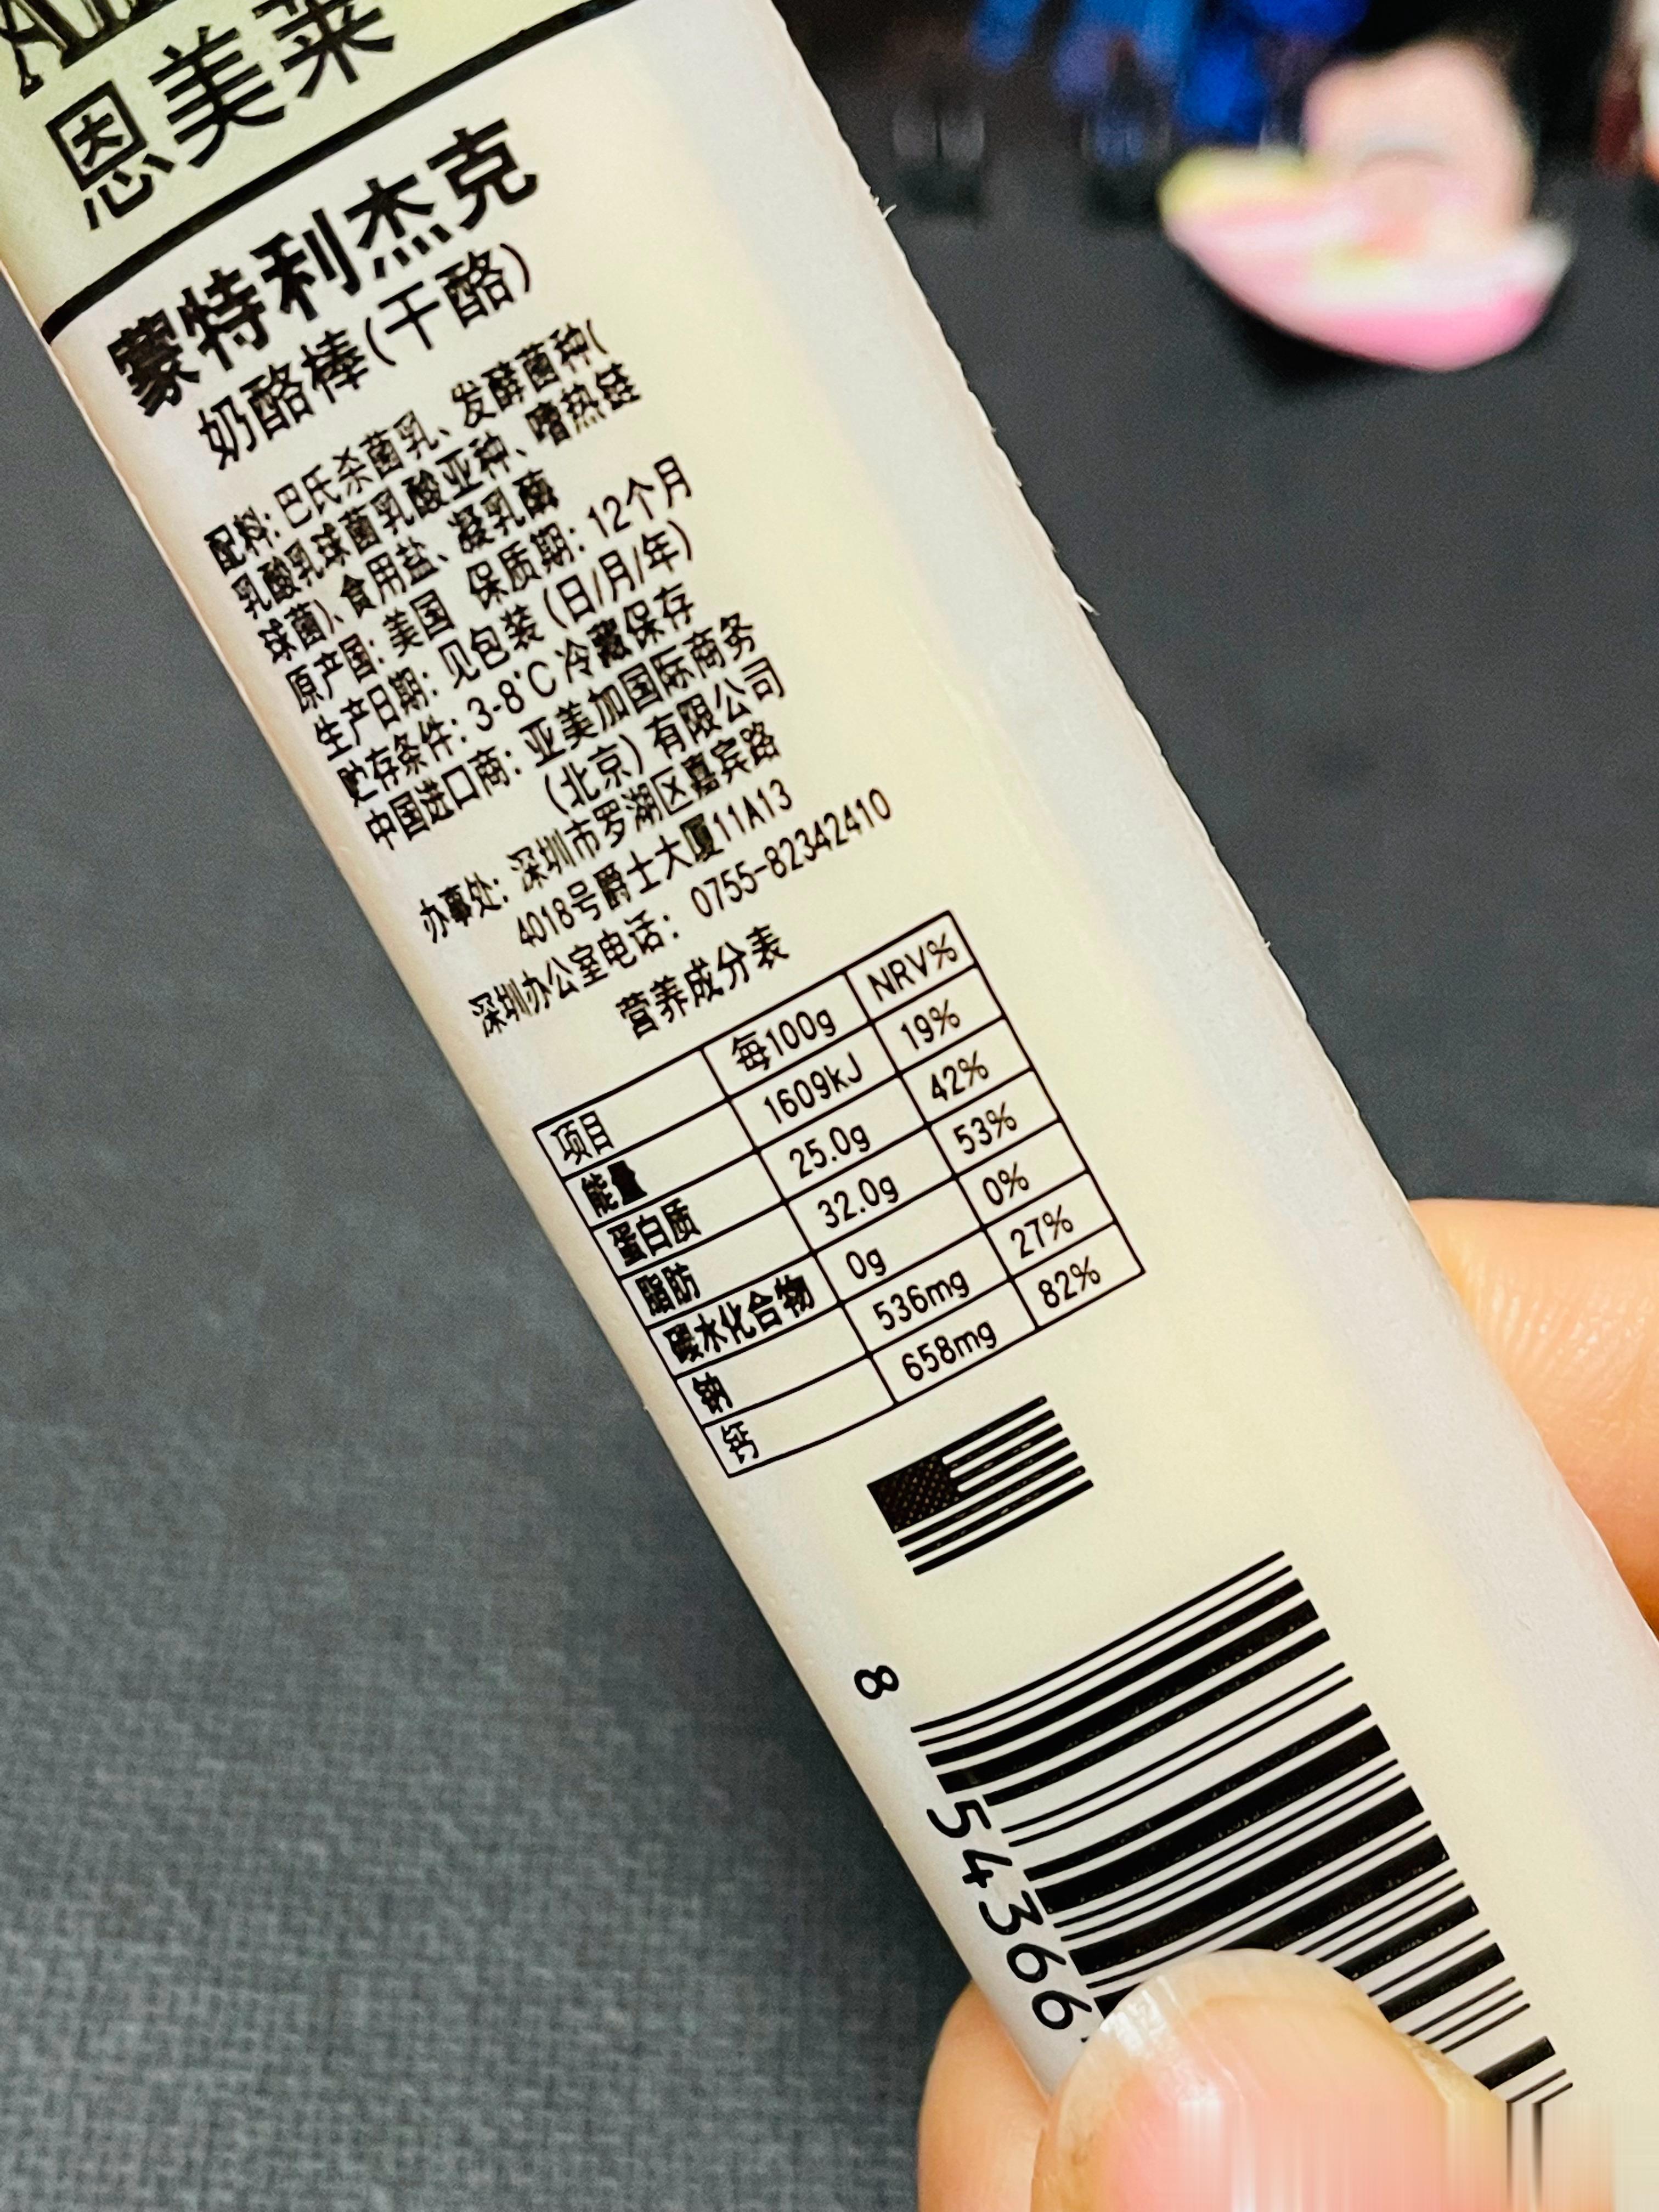 恩美莱
蒙特利杰克
奶酪棒(干酪)
配料: 巴氏杀菌乳、发酵菌种(
乳酸乳球菌乳酸亚种、嗜热链
球菌)、食用盐、凝乳酶
原产国: 美国 保质期: 12个月
生产日期: 见包装 (日/月/年)
贮存条件: 3-8°C 冷藏保存
中国进口商: 亚美加国际商务
(北京) 有限公司
办事处: 深圳市罗湖区嘉宾路
4018号爵士大厦11A13
深圳办公室电话: 0755-82342410
营养成分表
项目 每100g NRV%
能量 1609kJ 19%
蛋白质 25.0g 42%
脂肪 32.0g 53%
碳水化合物 0g 0%
钠 536mg 27%
钙 658mg 82%
8 54366